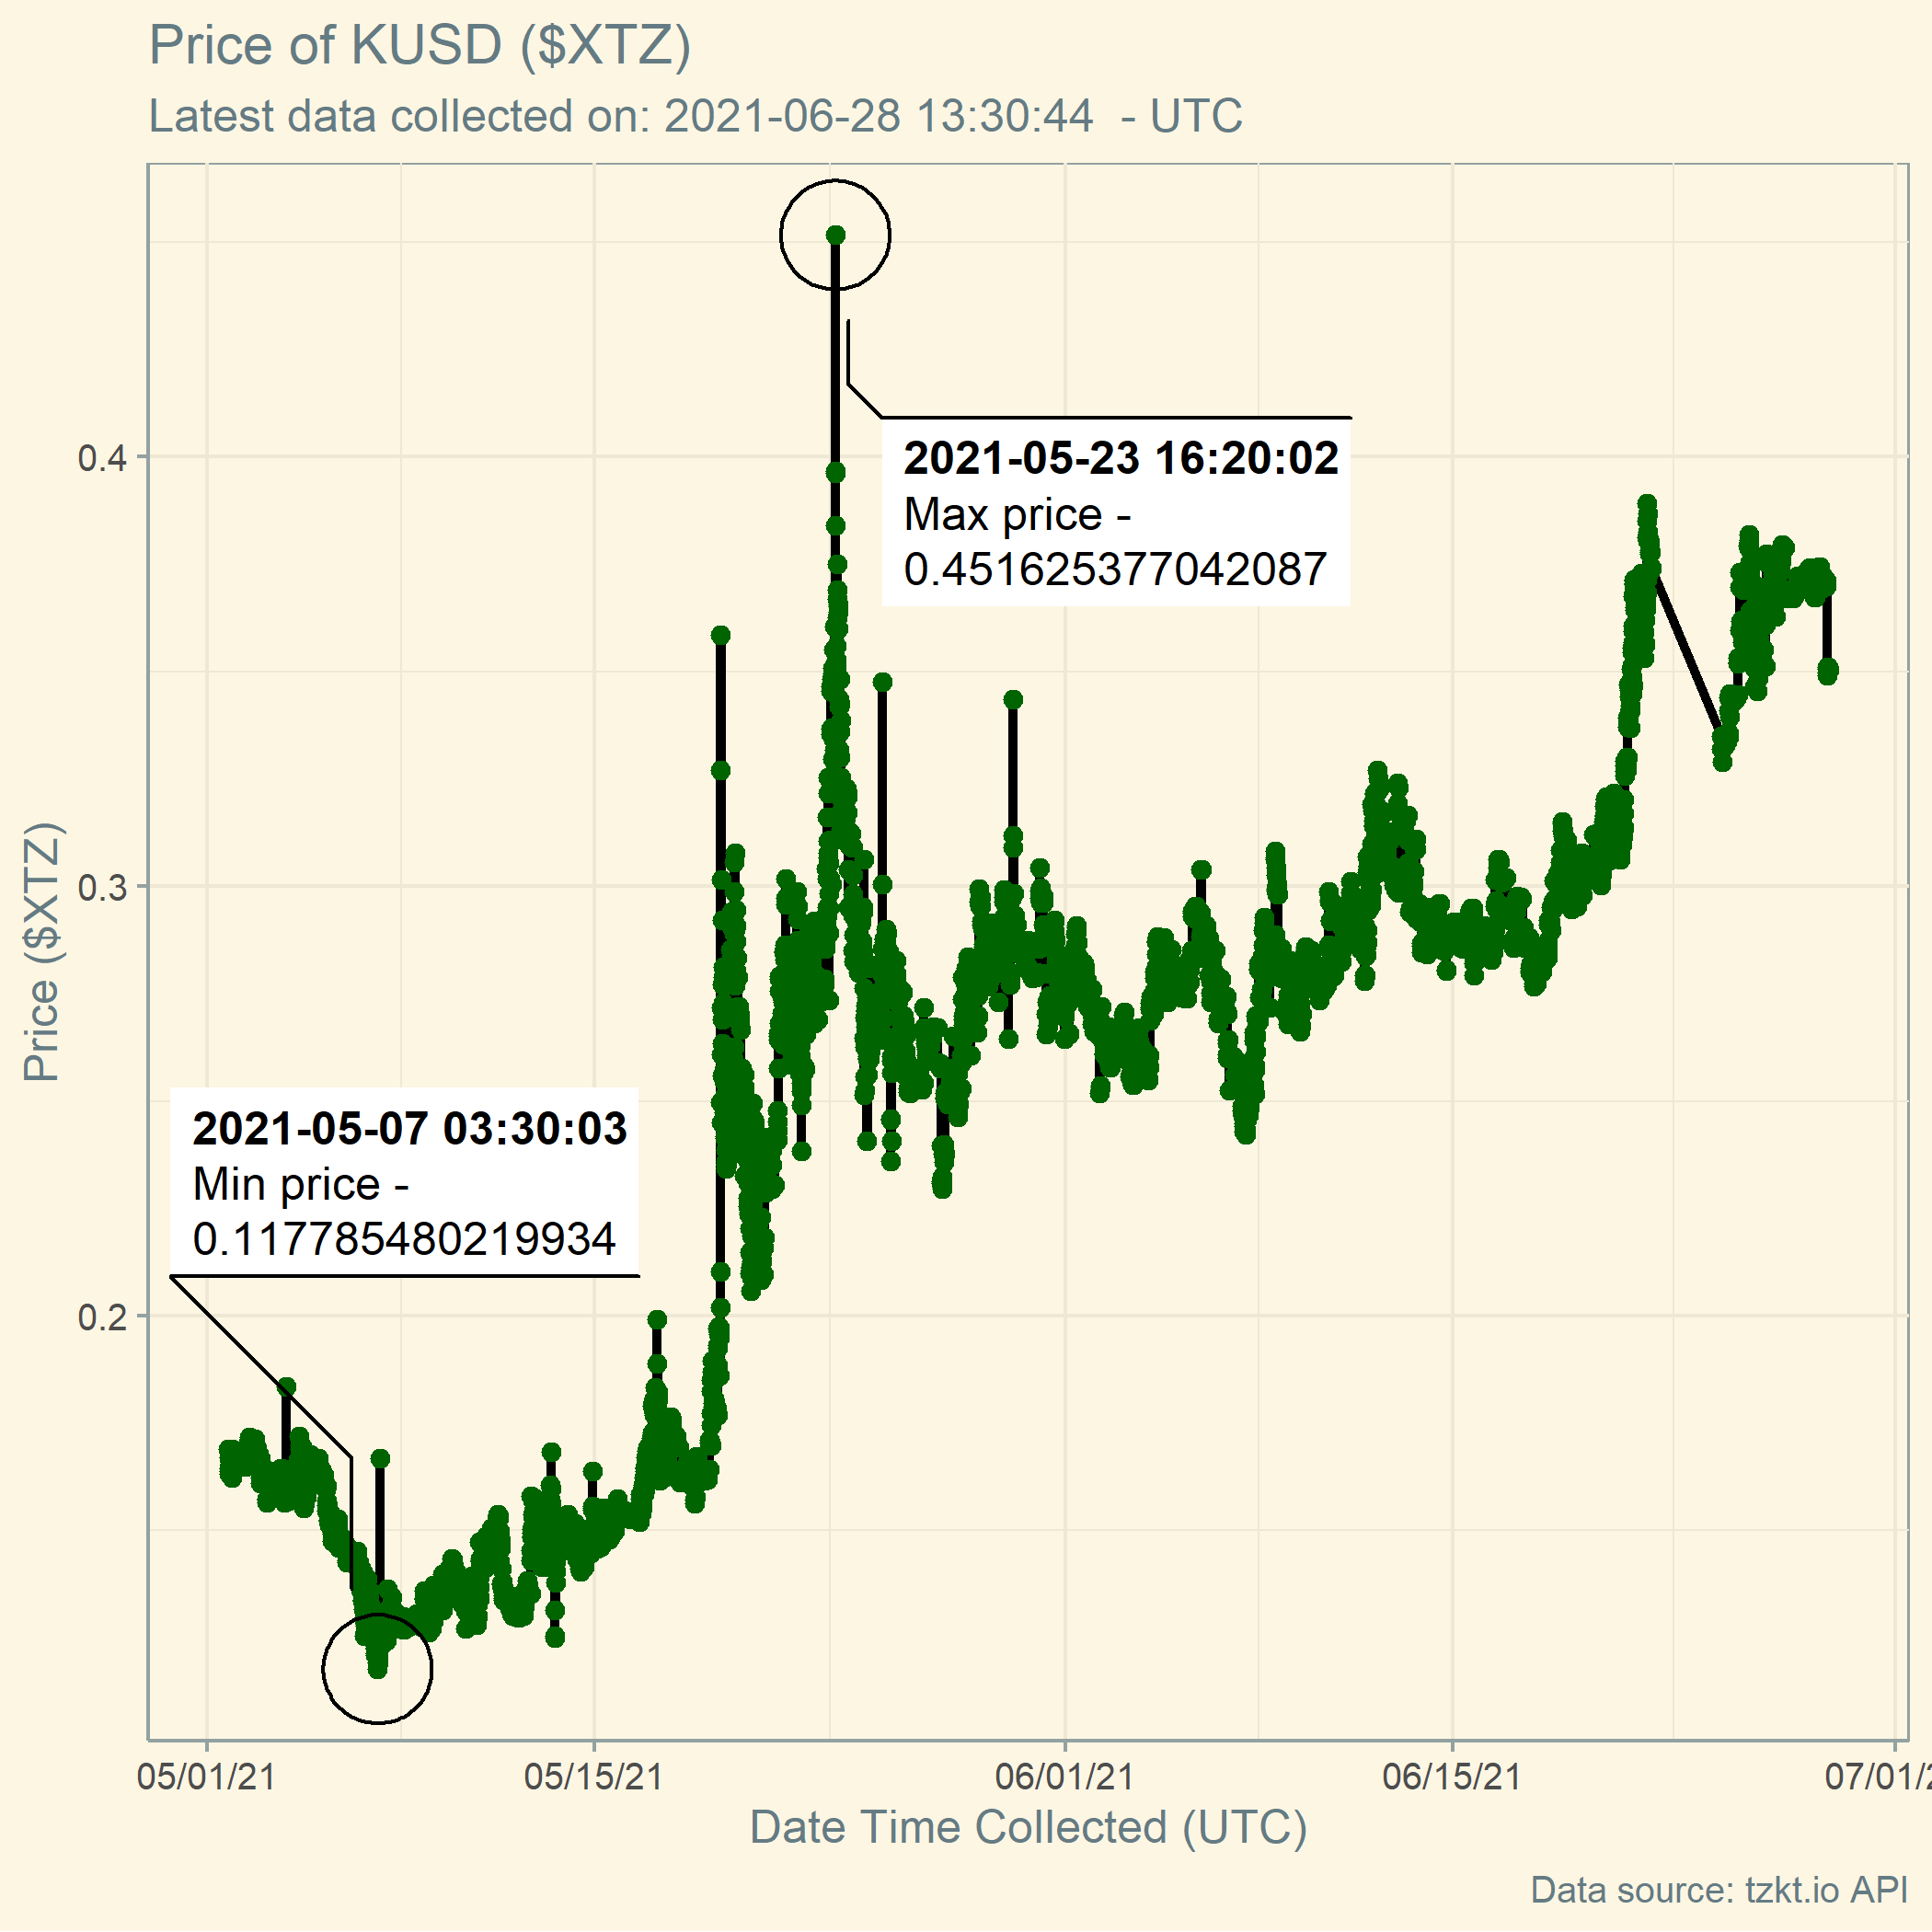 Price of KUSD ($XTZ)
Latest data collected on: 2021-06-28 13:30:44  - UTC
2021-05-23 16:20:02
Max price -
0.451625377042087
2021-05-07 03:30:03
Min price -
0.117785480219934
Price ($XTZ)
0.4
0.3
0.2
05/01/21
05/15/21
06/01/21
06/15/21
07/01/2
Date Time Collected (UTC)
Data source: tzkt.io API